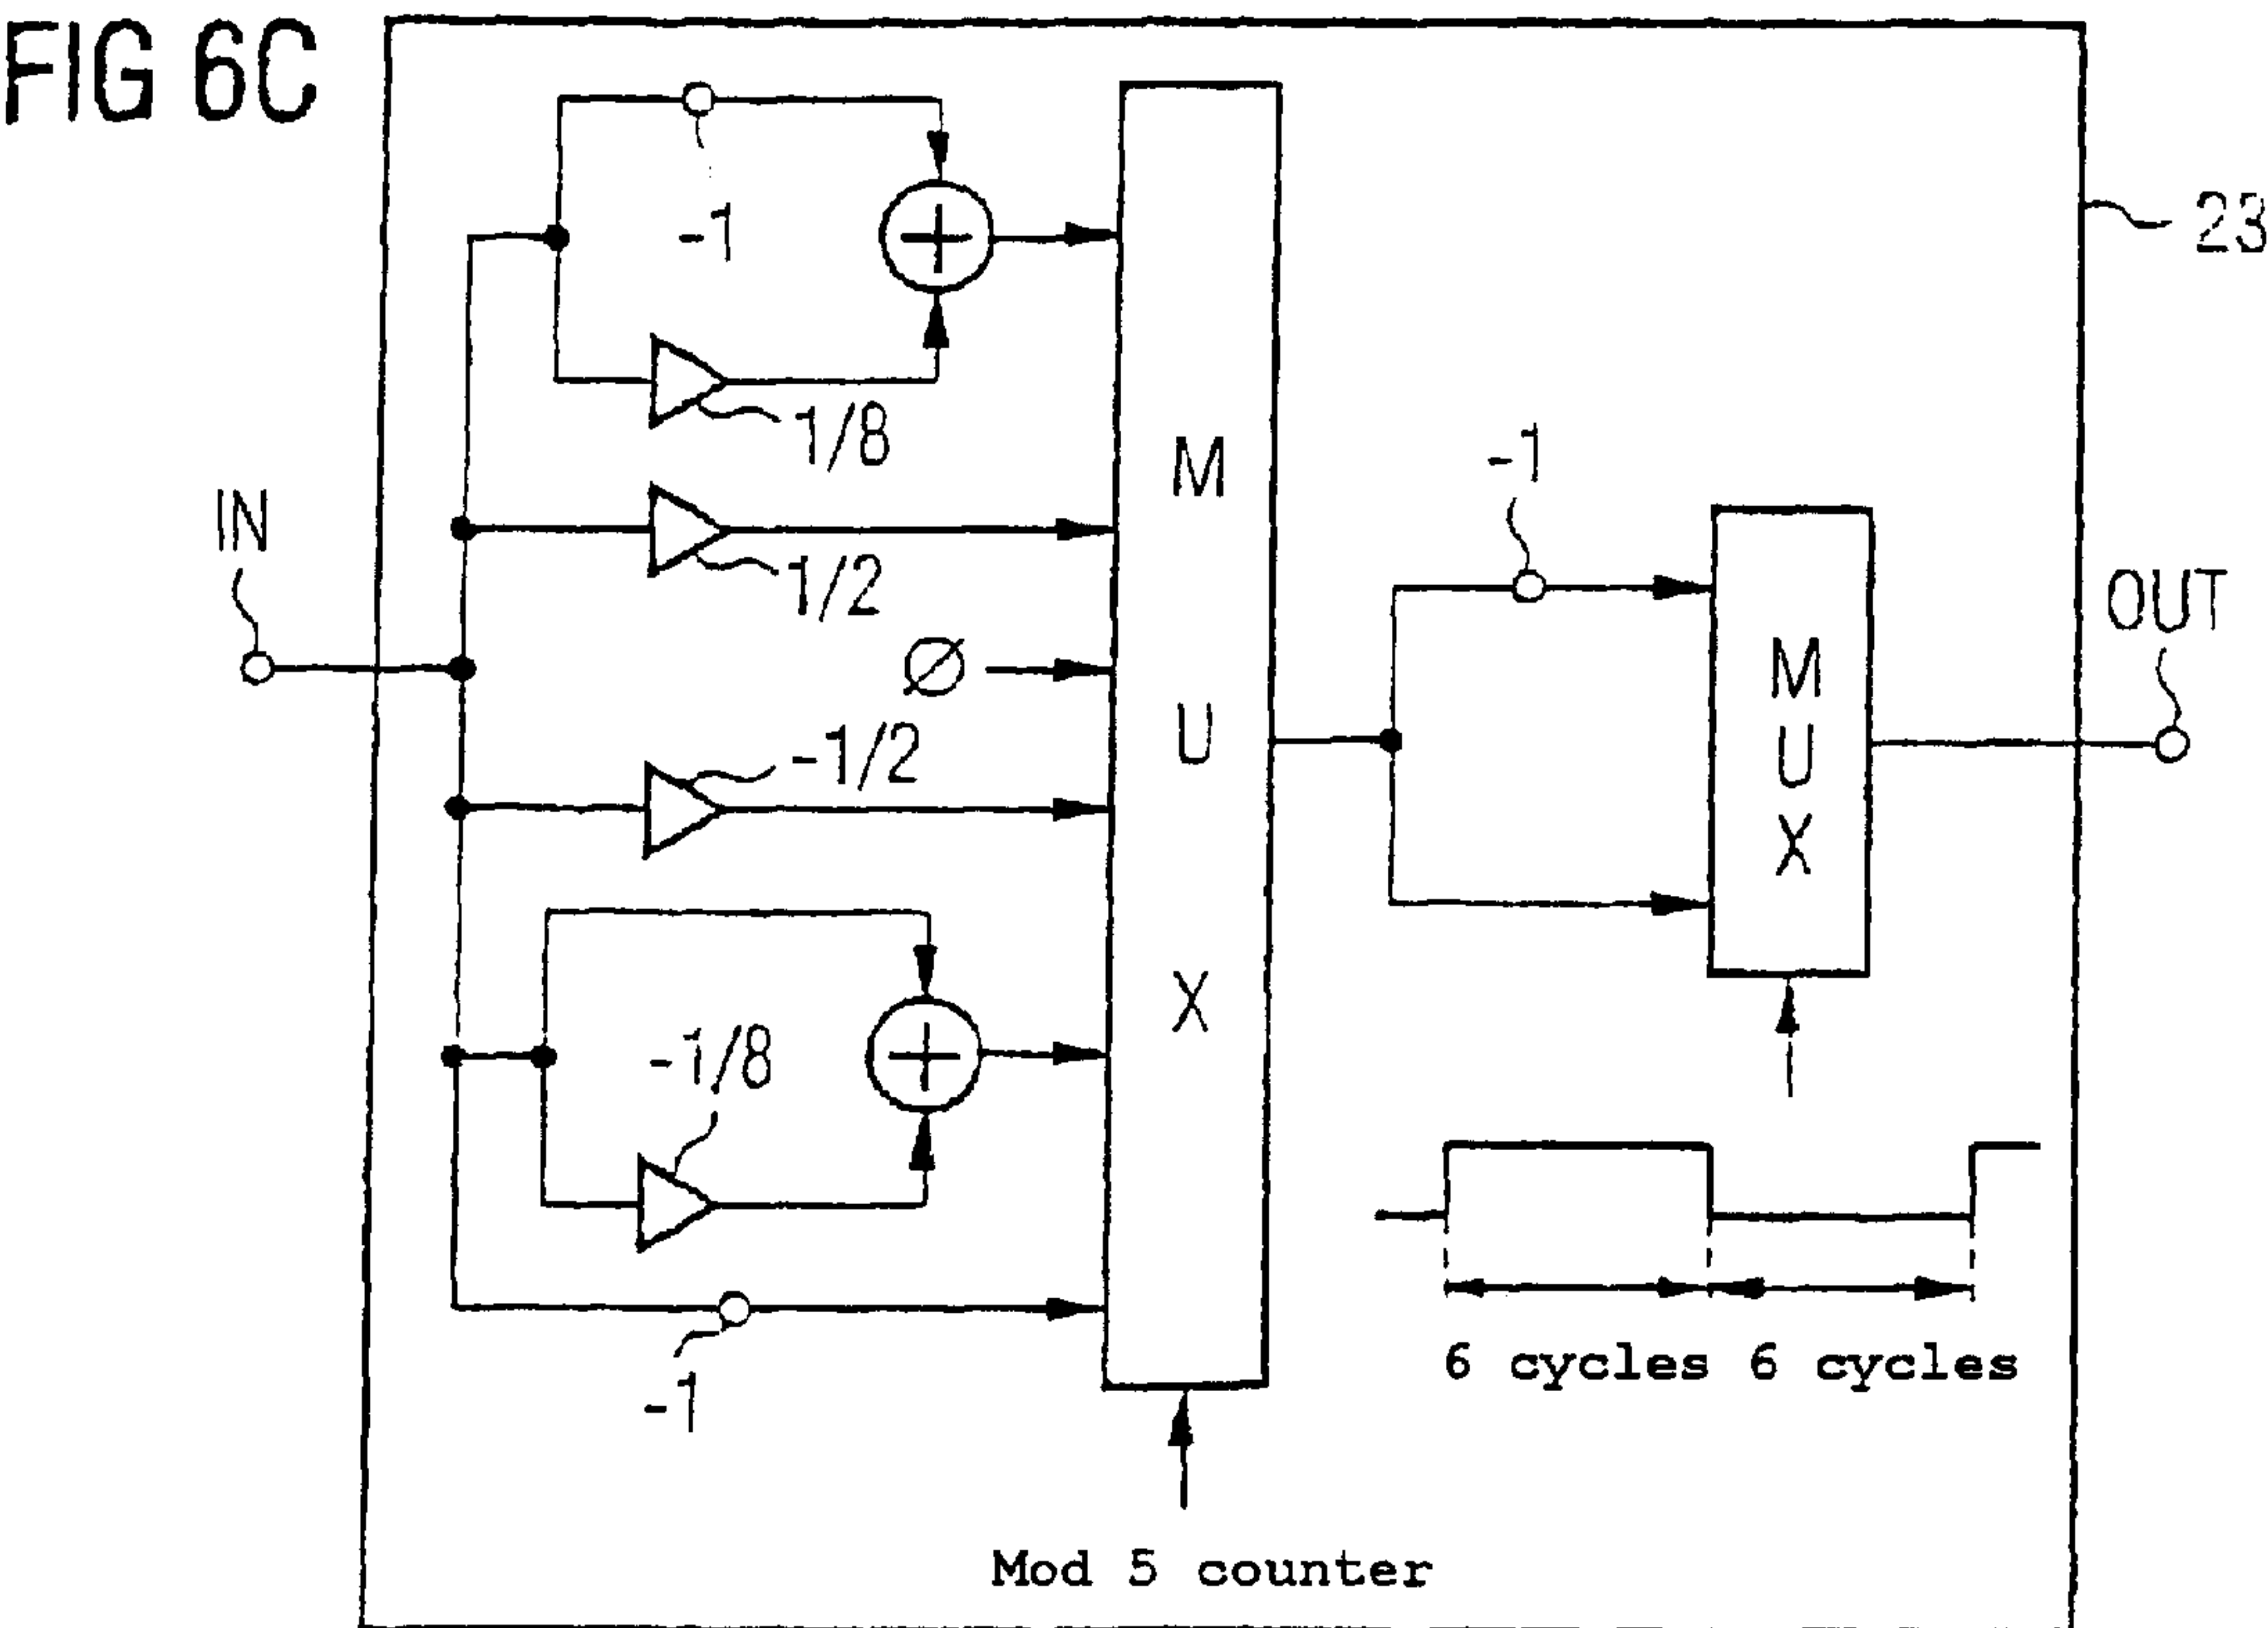 FIG 6C
-1
23
1/8
-1
IN
1/2
OUT
Ø
M
U
X
-1/2
M
U
X
-1/8
6 cycles 6 cycles
-1
Mod 5 counter